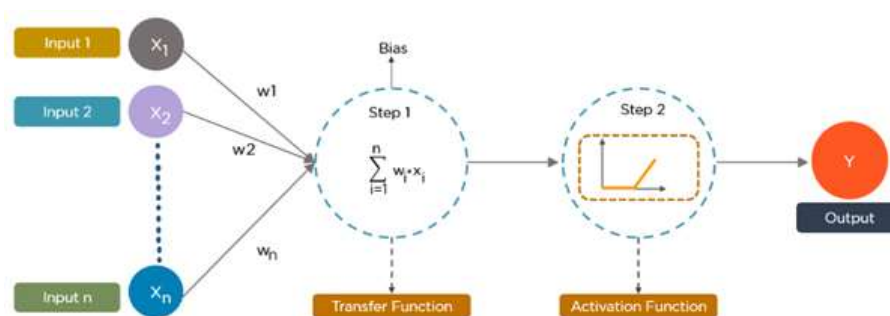 Input 1
X1
Input 2
X2
Input n
Xn
w1
w2
wn
Bias
Step 1
n
∑ wi*xi
i=1
Transfer Function
Step 2
Activation Function
Y
Output